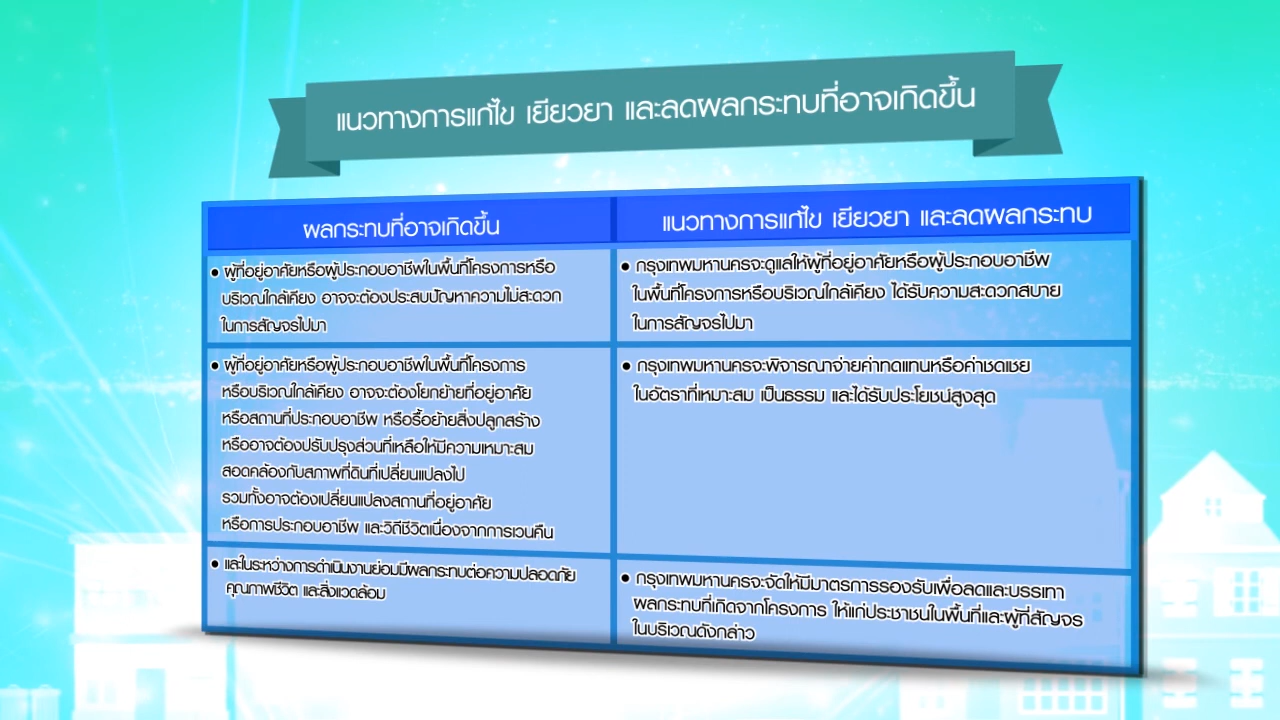 แนวทางการแก้ไข เยียวยา และลดผลกระทบที่อาจเกิดขึ้น
ผลกระทบที่อาจเกิดขึ้น
แนวทางการแก้ไข เยียวยา และลดผลกระทบ
• ผู้ที่อยู่อาศัยหรือผู้ประกอบอาชีพในพื้นที่โครงการหรือ
บริเวณใกล้เคียง อาจจะต้องประสบปัญหาความไม่สะดวก
ในการสัญจรไปมา
• กรุงเทพมหานครจะดูแลให้ผู้ที่อยู่อาศัยหรือผู้ประกอบอาชีพ
ในพื้นที่โครงการหรือบริเวณใกล้เคียง ได้รับความสะดวกสบาย
ในการสัญจรไปมา
• ผู้ที่อยู่อาศัยหรือผู้ประกอบอาชีพในพื้นที่โครงการ
หรือบริเวณใกล้เคียง อาจจะต้องโยกย้ายที่อยู่อาศัย
หรือสถานที่ประกอบอาชีพ หรือรื้อย้ายสิ่งปลูกสร้าง
หรืออาจต้องปรับปรุงส่วนที่เหลือให้มีความเหมาะสม
สอดคล้องกับสภาพที่ดินที่เปลี่ยนแปลงไป
รวมทั้งอาจต้องเปลี่ยนแปลงสถานที่อยู่อาศัย
หรือการประกอบอาชีพ และวิถีชีวิตเนื่องจากการเวนคืน
• กรุงเทพมหานครจะพิจารณาจ่ายค่าทดแทนหรือค่าชดเชย
ในอัตราที่เหมาะสม เป็นธรรม และได้รับประโยชน์สูงสุด
• และในระหว่างการดำเนินงานย่อมมีผลกระทบต่อความปลอดภัย
คุณภาพชีวิต และสิ่งแวดล้อม
• กรุงเทพมหานครจะจัดให้มีมาตรการรองรับเพื่อลดและบรรเทา
ผลกระทบที่เกิดจากโครงการ ให้แก่ประชาชนในพื้นที่และผู้ที่สัญจร
ในบริเวณดังกล่าว